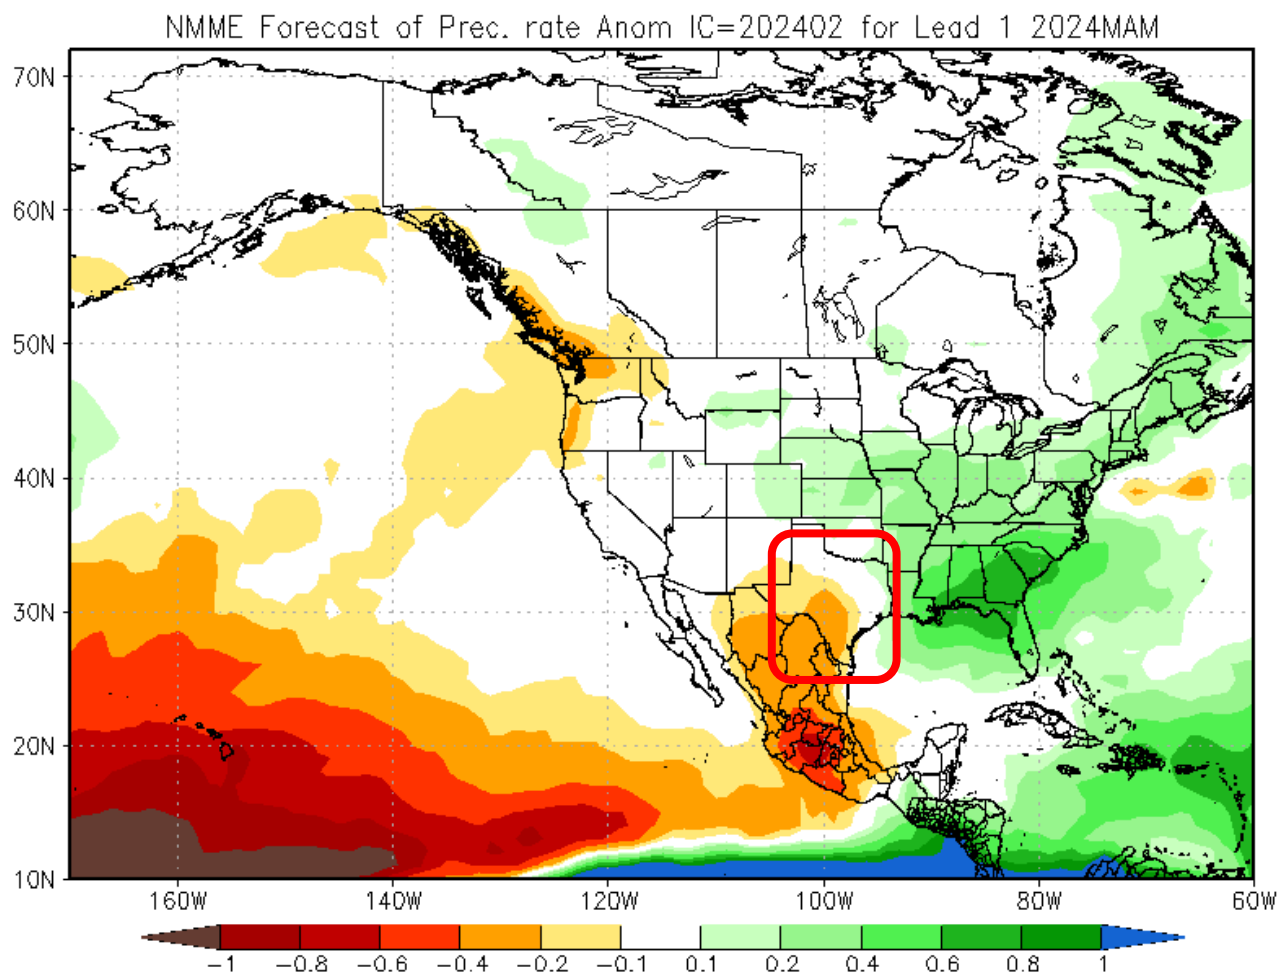 NMME Forecast of Prec. rate Anom IC=202402 for Lead 1 2024MAM
70N
60N
50N
40N
30N
20N
10N
160W 140W 120W 100W 80W 60W
-1 -0.8 -0.6 -0.4 -0.2 -0.1 0.1 0.2 0.4 0.6 0.8 1